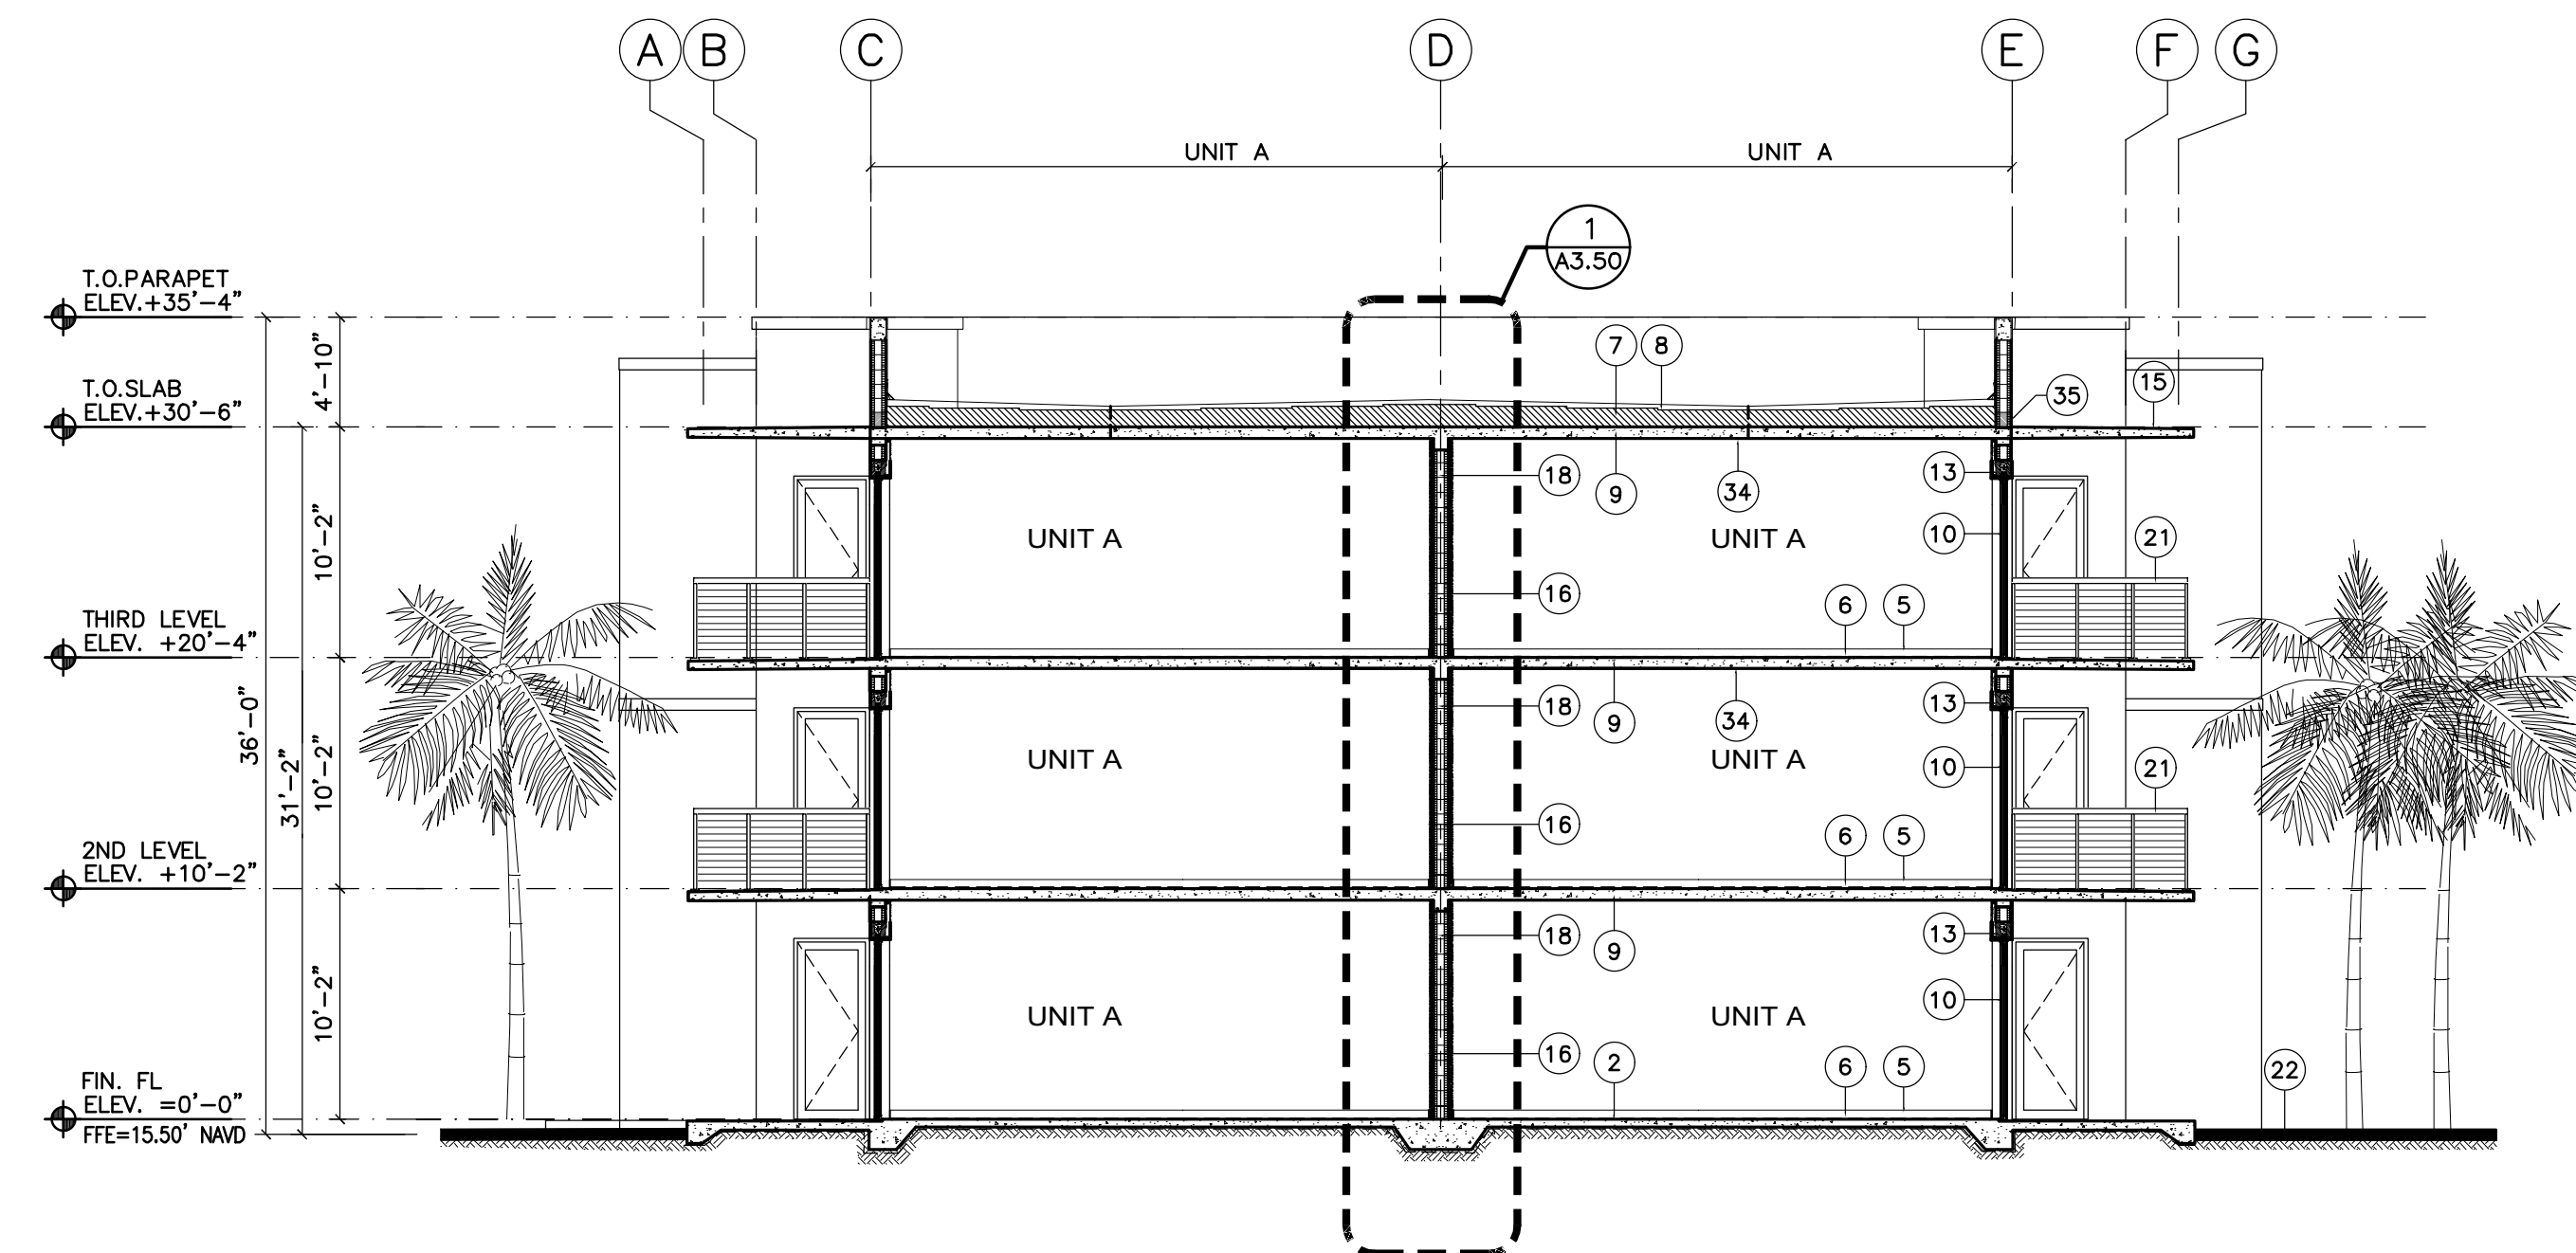 A B C D E F G
UNIT A UNIT A
1
A3.50
T.O.PARAPET
ELEV.+35'-4"
7 8
4'-10"
T.O.SLAB
ELEV.+30'-6"
15
35
18 9 34 13
10'-2"
UNIT A UNIT A
10 21
16 6 5
THIRD LEVEL
ELEV. +20'-4"
36'-0"
31'-2"
10'-2"
18 9 34 13
UNIT A UNIT A
10 21
16 6 5
2ND LEVEL
ELEV. +10'-2"
18 9 13
10'-2"
UNIT A UNIT A
10
16 2 6 5 22
FIN. FL
ELEV. =0'-0"
FFE=15.50' NAVD